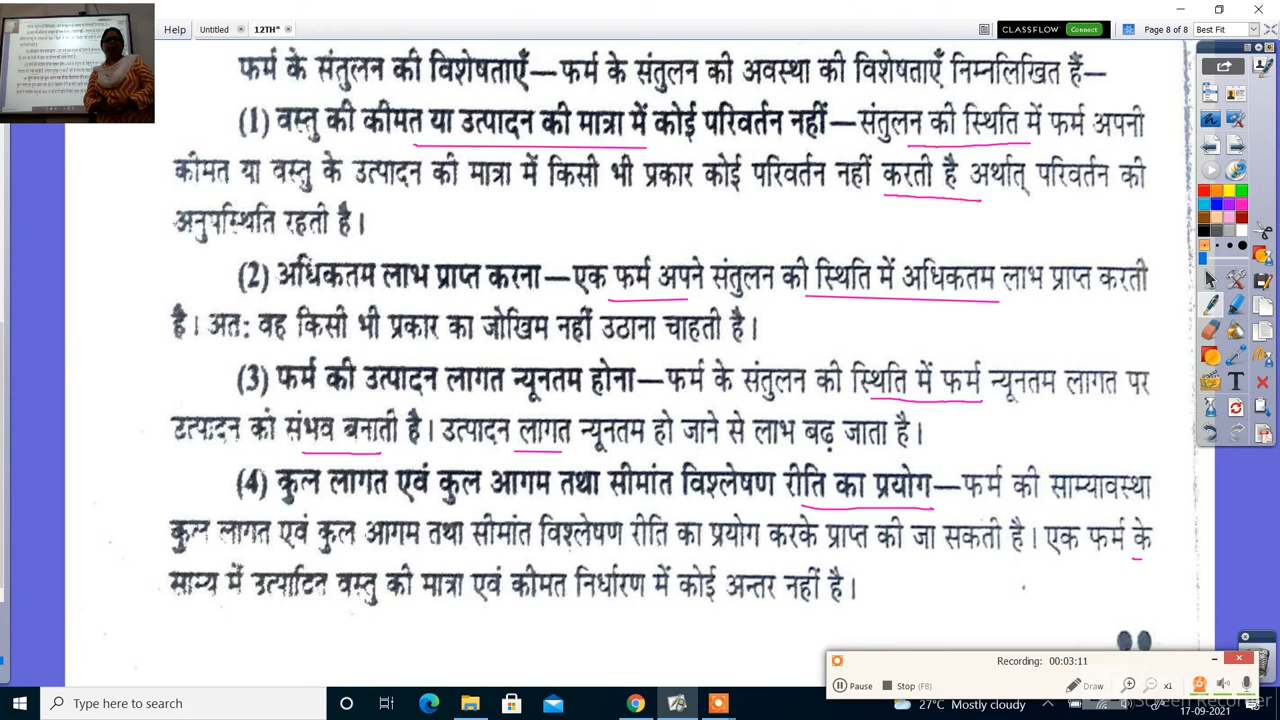 Help
Untitled
12TH*
CLASSFLOW Connect
Page 8 of 8
Best Fit
फर्म के संतुलन की विशेषताएँ—फर्म के संतुलन की अवस्था की विशेषताएँ निम्नलिखित हैं—
(1) वस्तु की कीमत या उत्पादन की मात्रा में कोई परिवर्तन नहीं—संतुलन की स्थिति में फर्म अपनी
कीमत या वस्तु के उत्पादन की मात्रा में किसी भी प्रकार कोई परिवर्तन नहीं करती है अर्थात् परिवर्तन की
अनुपस्थिति रहती है।
(2) अधिकतम लाभ प्राप्त करना—एक फर्म अपने संतुलन की स्थिति में अधिकतम लाभ प्राप्त करती
है। अतः वह किसी भी प्रकार का जोखिम नहीं उठाना चाहती है।
(3) फर्म की उत्पादन लागत न्यूनतम होना—फर्म के संतुलन की स्थिति में फर्म न्यूनतम लागत पर
उत्पादन को संभव बनाती है। उत्पादन लागत न्यूनतम हो जाने से लाभ बढ़ जाता है।
(4) कुल लागत एवं कुल आगम तथा सीमांत विश्लेषण रीति का प्रयोग—फर्म की साम्यावस्था
कुल लागत एवं कुल आगम तथा सीमांत विश्लेषण रीति का प्रयोग करके प्राप्त की जा सकती है। एक फर्म के
साम्य में उत्पादित वस्तु की मात्रा एवं कीमत निर्धारण में कोई अन्तर नहीं है।
Recording: 00:03:11
Pause
Stop (F8)
Draw
x1
Screen Recorder
Type here to search
27°C Mostly cloudy
17-09-2021